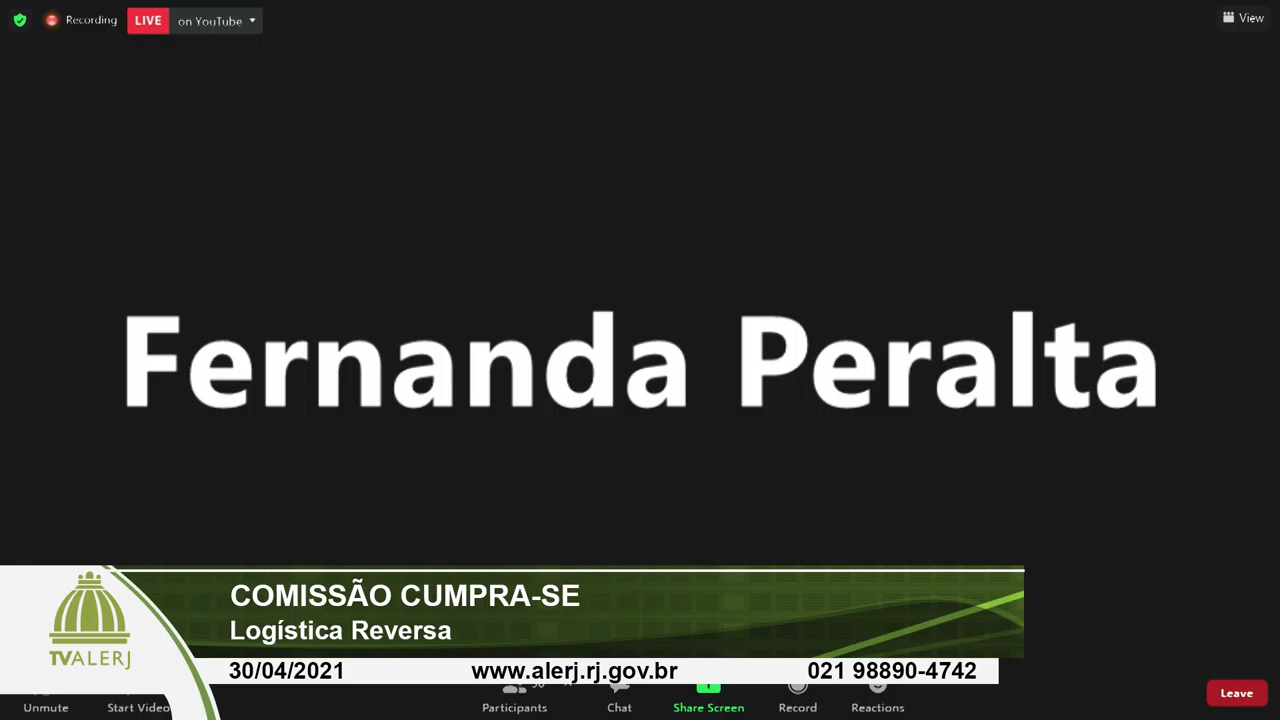 Recording
LIVE on YouTube
View
Fernanda Peralta
COMISSÃO CUMPRA-SE
Logística Reversa
TVALERJ
30/04/2021 www.alerj.rj.gov.br 021 98890-4742
Unmute Start Video Participants Chat Share Screen Record Reactions Leave